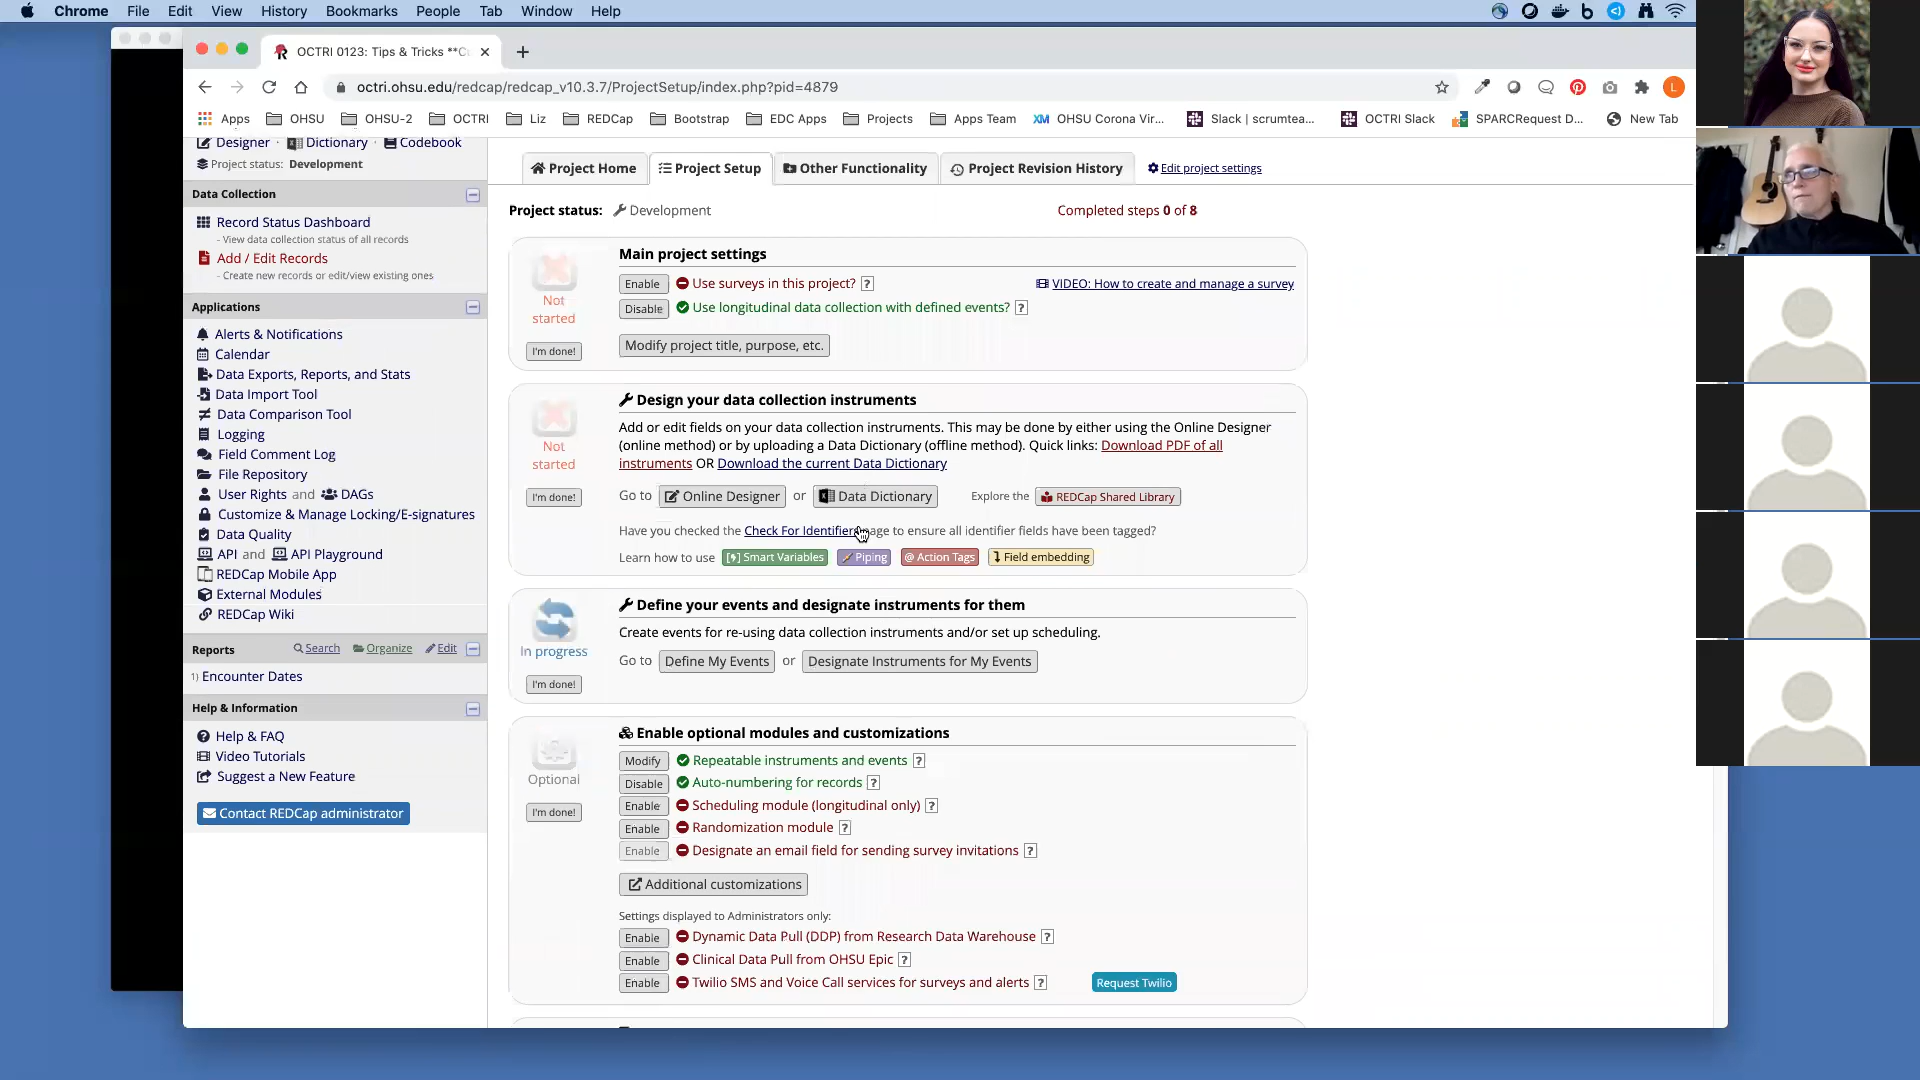 Chrome File Edit View History Bookmarks People Tab Window Help
OCTRI 0123: Tips & Tricks **C
octri.ohsu.edu/redcap/redcap_v10.3.7/ProjectSetup/index.php?pid=4879
L
Apps OHSU OHSU-2 OCTRI Liz REDCap Bootstrap EDC Apps Projects Apps Team XM OHSU Corona Vir... Slack | scrumtea... OCTRI Slack SPARCRequest D... New Tab
Designer · Dictionary · Codebook
Project status: Development
Data Collection
Record Status Dashboard
- View data collection status of all records
Add / Edit Records
- Create new records or edit/view existing ones
Applications
Alerts & Notifications
Calendar
Data Exports, Reports, and Stats
Data Import Tool
Data Comparison Tool
Logging
Field Comment Log
File Repository
User Rights and DAGs
Customize & Manage Locking/E-signatures
Data Quality
API and API Playground
REDCap Mobile App
External Modules
REDCap Wiki
Reports Search Organize Edit
1) Encounter Dates
Help & Information
Help & FAQ
Video Tutorials
Suggest a New Feature
Contact REDCap administrator
Project Home Project Setup Other Functionality Project Revision History Edit project settings
Project status: Development Completed steps 0 of 8
Main project settings
Not started
I'm done!
Enable Use surveys in this project? ? VIDEO: How to create and manage a survey
Disable Use longitudinal data collection with defined events? ?
Modify project title, purpose, etc.
Design your data collection instruments
Not started
I'm done!
Add or edit fields on your data collection instruments. This may be done by either using the Online Designer
(online method) or by uploading a Data Dictionary (offline method). Quick links: Download PDF of all
instruments OR Download the current Data Dictionary
Go to Online Designer or Data Dictionary Explore the REDCap Shared Library
Have you checked the Check For Identifier age to ensure all identifier fields have been tagged?
Learn how to use Smart Variables Piping @ Action Tags Field embedding
Define your events and designate instruments for them
In progress
I'm done!
Create events for re-using data collection instruments and/or set up scheduling.
Go to Define My Events or Designate Instruments for My Events
Enable optional modules and customizations
Optional
I'm done!
Modify Repeatable instruments and events ?
Disable Auto-numbering for records ?
Enable Scheduling module (longitudinal only) ?
Enable Randomization module ?
Enable Designate an email field for sending survey invitations ?
Additional customizations
Settings displayed to Administrators only:
Enable Dynamic Data Pull (DDP) from Research Data Warehouse ?
Enable Clinical Data Pull from OHSU Epic ?
Enable Twilio SMS and Voice Call services for surveys and alerts ? Request Twilio